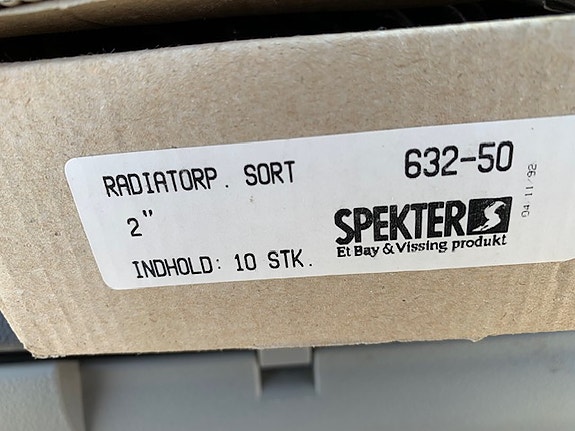 RADIATORP. SORT 632-50
2"
INDHOLD: 10 STK.
SPEKTER
Et Bay & Vissing produkt
04.11/92